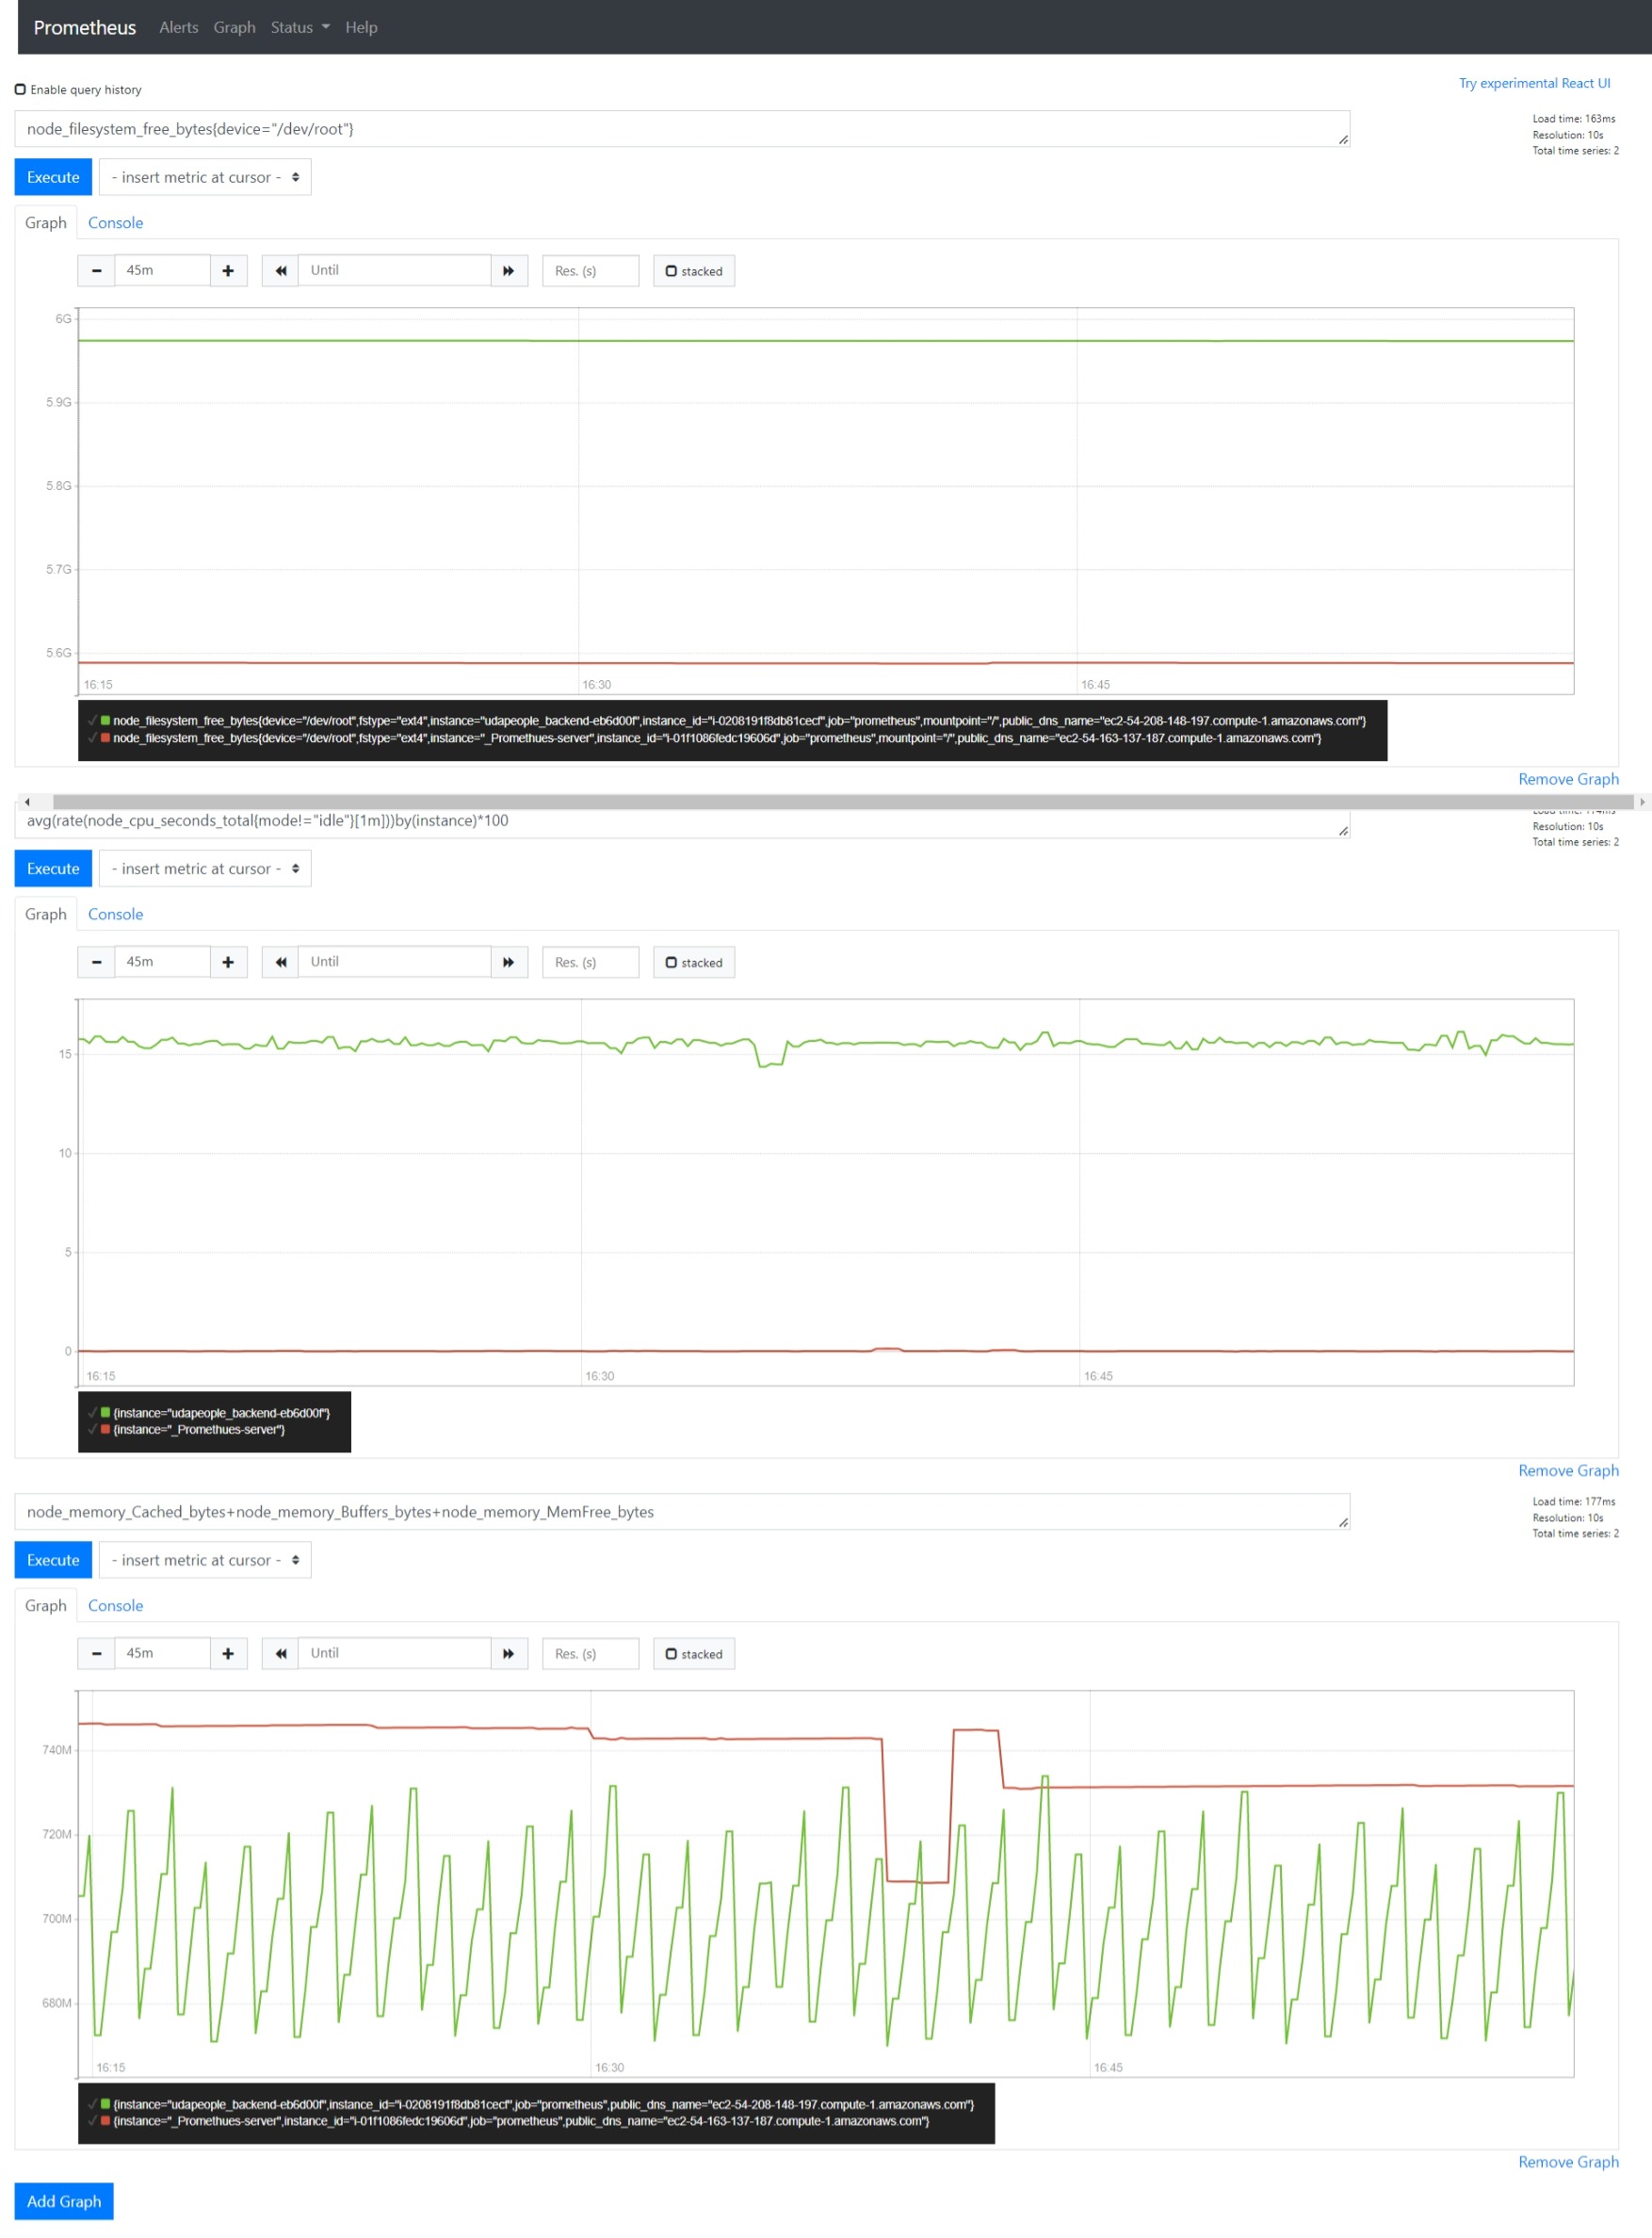 Prometheus Alerts Graph Status Help
Enable query history
Try experimental React UI
node_filesystem_free_bytes{device="/dev/root"}
Load time: 163ms
Resolution: 10s
Total time series: 2
Execute - insert metric at cursor -
Graph Console
45m Until Res. (s) stacked
6G
5.9G
5.8G
5.7G
5.6G
16:15 16:30 16:45
node_filesystem_free_bytes{device="/dev/root",fstype="ext4",instance="udapeople_backend-eb6d00f",instance_id="i-0208191f8db81cecf",job="prometheus",mountpoint="/",public_dns_name="ec2-54-208-148-197.compute-1.amazonaws.com"}
node_filesystem_free_bytes{device="/dev/root",fstype="ext4",instance="_Promethues-server",instance_id="i-01f1086fedc19606d",job="prometheus",mountpoint="/",public_dns_name="ec2-54-163-137-187.compute-1.amazonaws.com"}
Remove Graph
avg(rate(node_cpu_seconds_total{mode!="idle"}[1m]))by(instance)*100
Resolution: 10s
Total time series: 2
Execute - insert metric at cursor -
Graph Console
45m Until Res. (s) stacked
15
10
5
0
16:15 16:30 16:45
{instance="udapeople_backend-eb6d00f"}
{instance="_Promethues-server"}
Remove Graph
node_memory_Cached_bytes+node_memory_Buffers_bytes+node_memory_MemFree_bytes
Load time: 177ms
Resolution: 10s
Total time series: 2
Execute - insert metric at cursor -
Graph Console
45m Until Res. (s) stacked
740M
720M
700M
680M
16:15 16:30 16:45
{instance="udapeople_backend-eb6d00f",instance_id="i-0208191f8db81cecf",job="prometheus",public_dns_name="ec2-54-208-148-197.compute-1.amazonaws.com"}
{instance="_Promethues-server",instance_id="i-01f1086fedc19606d",job="prometheus",public_dns_name="ec2-54-163-137-187.compute-1.amazonaws.com"}
Remove Graph
Add Graph